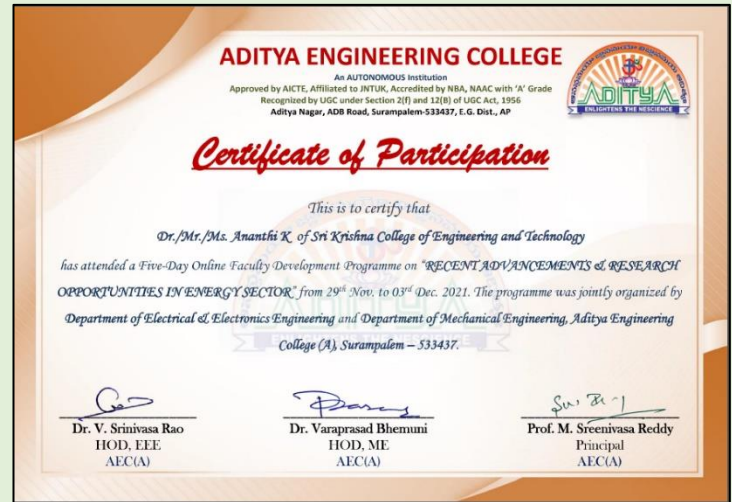 ADITYA ENGINEERING COLLEGE
An AUTONOMOUS Institution
Approved by AICTE, Affiliated to JNTUK, Accredited by NBA, NAAC with 'A' Grade
Recognized by UGC under Section 2(f) and 12(B) of UGC Act, 1956
Aditya Nagar, ADB Road, Surampalem-533437, E.G. Dist., AP
ADITYA
ENLIGHTENS THE NESCIENCE
Certificate of Participation
This is to certify that
Dr./Mr./Ms. Ananthi K of Sri Krishna College of Engineering and Technology
has attended a Five-Day Online Faculty Development Programme on "RECENT ADVANCEMENTS & RESEARCH
OPPORTUNITIES IN ENERGY SECTOR" from 29th Nov. to 03rd Dec. 2021. The programme was jointly organized by
Department of Electrical & Electronics Engineering and Department of Mechanical Engineering, Aditya Engineering
College (A), Surampalem – 533437.
Dr. V. Srinivasa Rao
HOD, EEE
AEC(A)
Dr. Varaprasad Bhemuni
HOD, ME
AEC(A)
Prof. M. Sreenivasa Reddy
Principal
AEC(A)